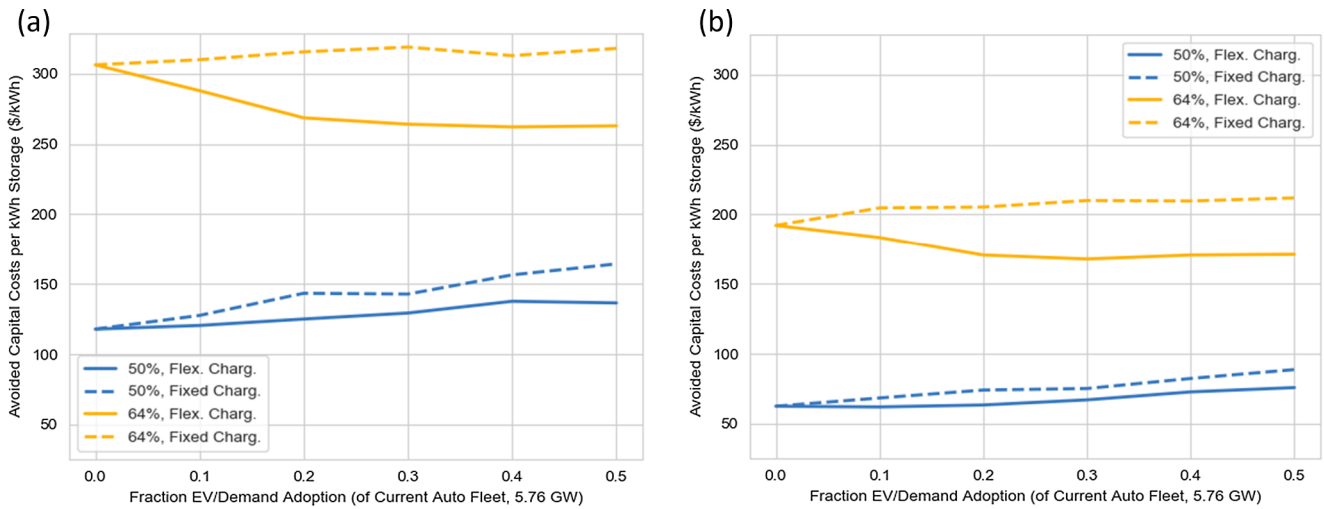 (a)
Avoided Capital Costs per kWh Storage ($/kWh)
300
250
200
150
100
50
50%, Flex. Charg.
50%, Fixed Charg.
64%, Flex. Charg.
64%, Fixed Charg.
0.0 0.1 0.2 0.3 0.4 0.5
Fraction EV/Demand Adoption (of Current Auto Fleet, 5.76 GW)
(b)
Avoided Capital Costs per kWh Storage ($/kWh)
300
250
200
150
100
50
50%, Flex. Charg.
50%, Fixed Charg.
64%, Flex. Charg.
64%, Fixed Charg.
0.0 0.1 0.2 0.3 0.4 0.5
Fraction EV/Demand Adoption (of Current Auto Fleet, 5.76 GW)